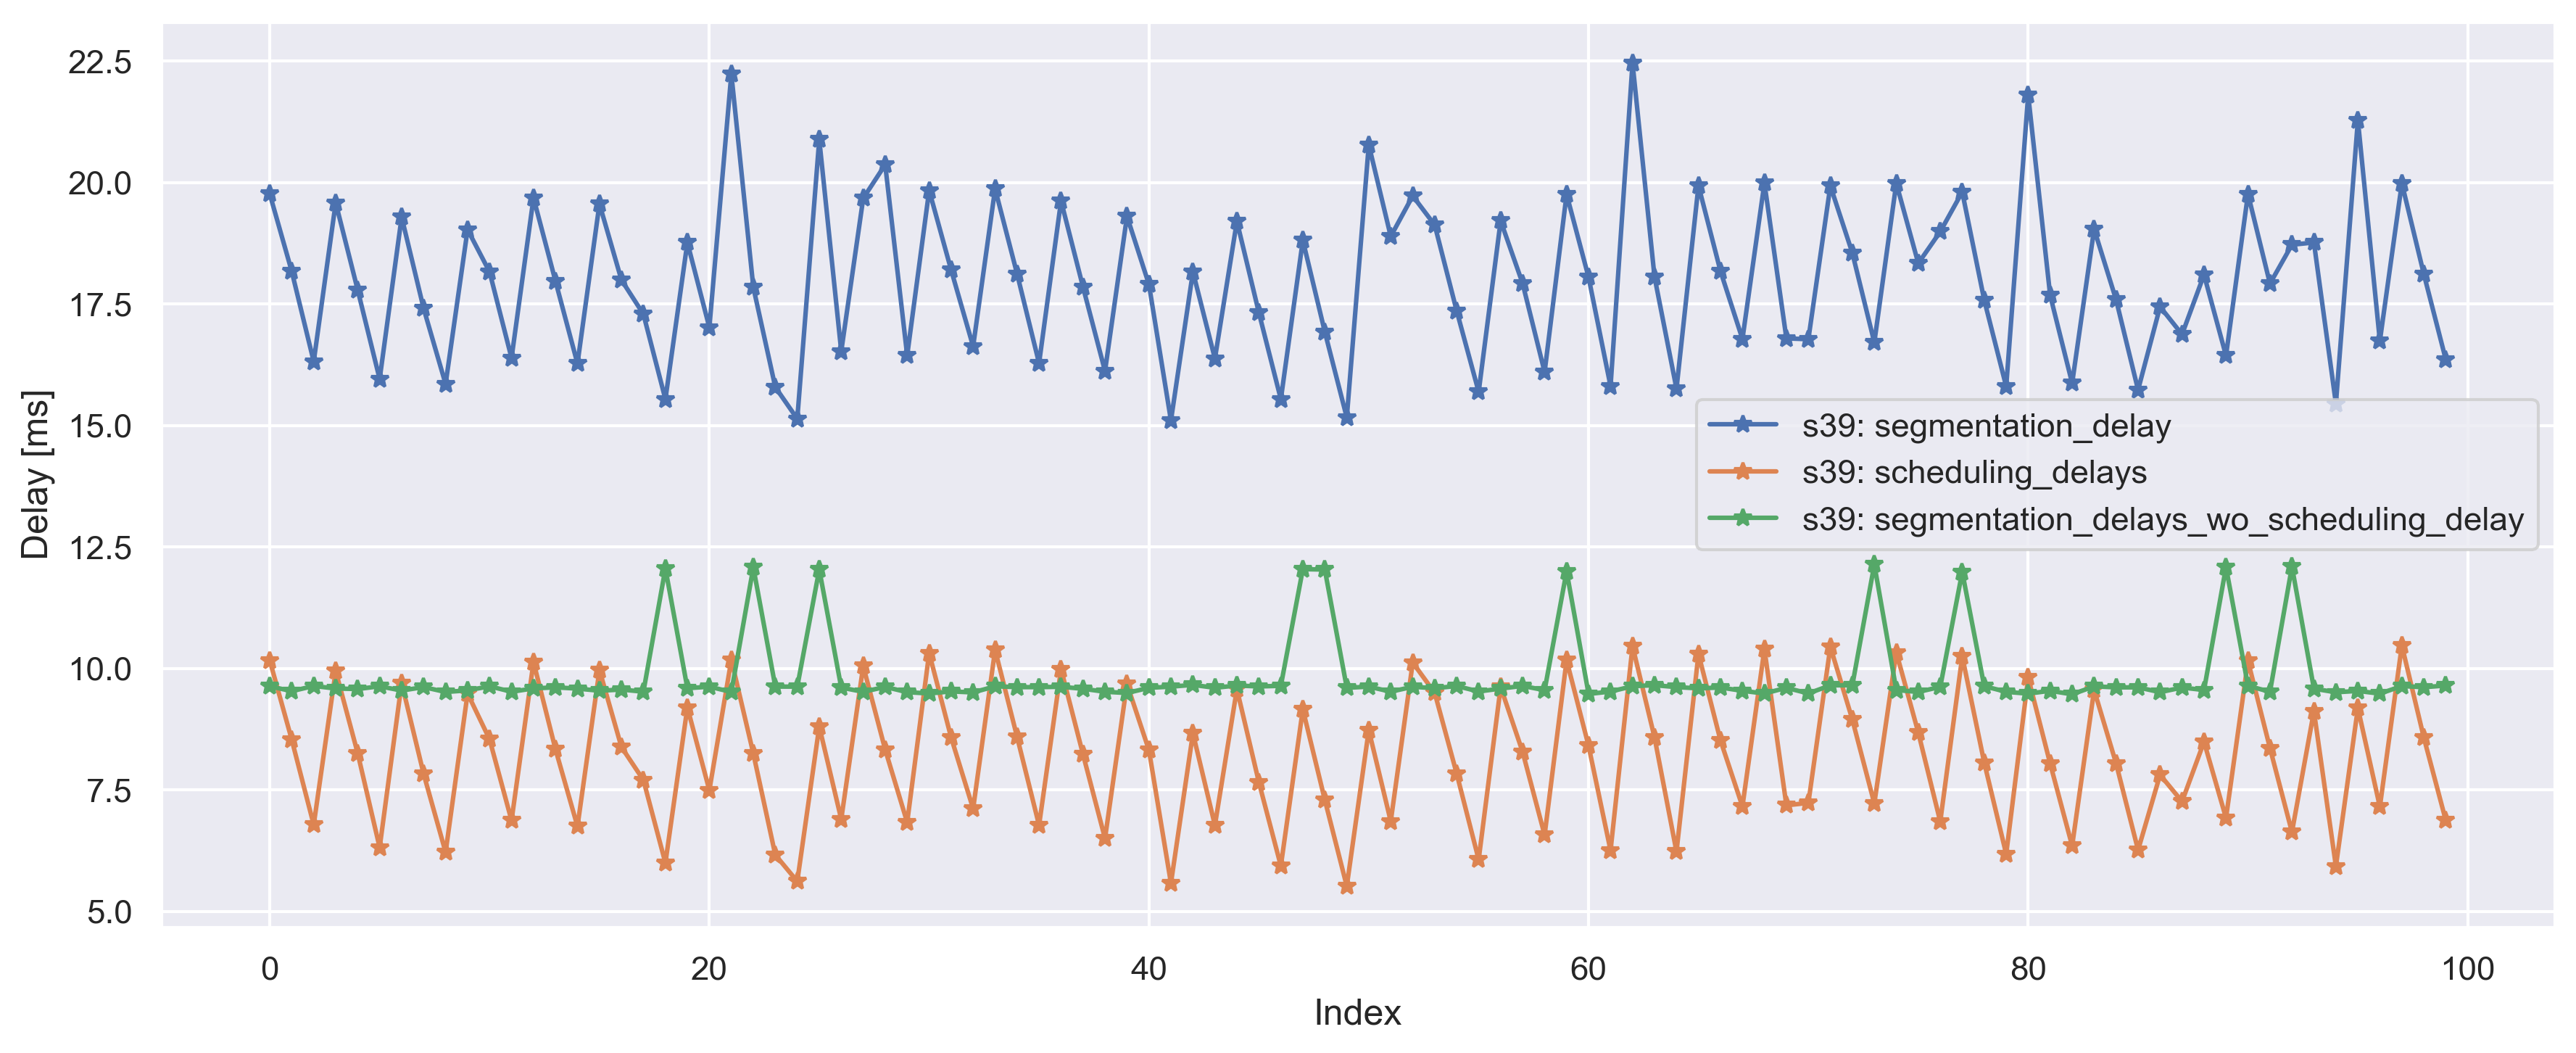 22.5
20.0
17.5
15.0
12.5
10.0
7.5
5.0
Delay [ms]
s39: segmentation_delay
s39: scheduling_delays
s39: segmentation_delays_wo_scheduling_delay
0 20 40 60 80 100
Index